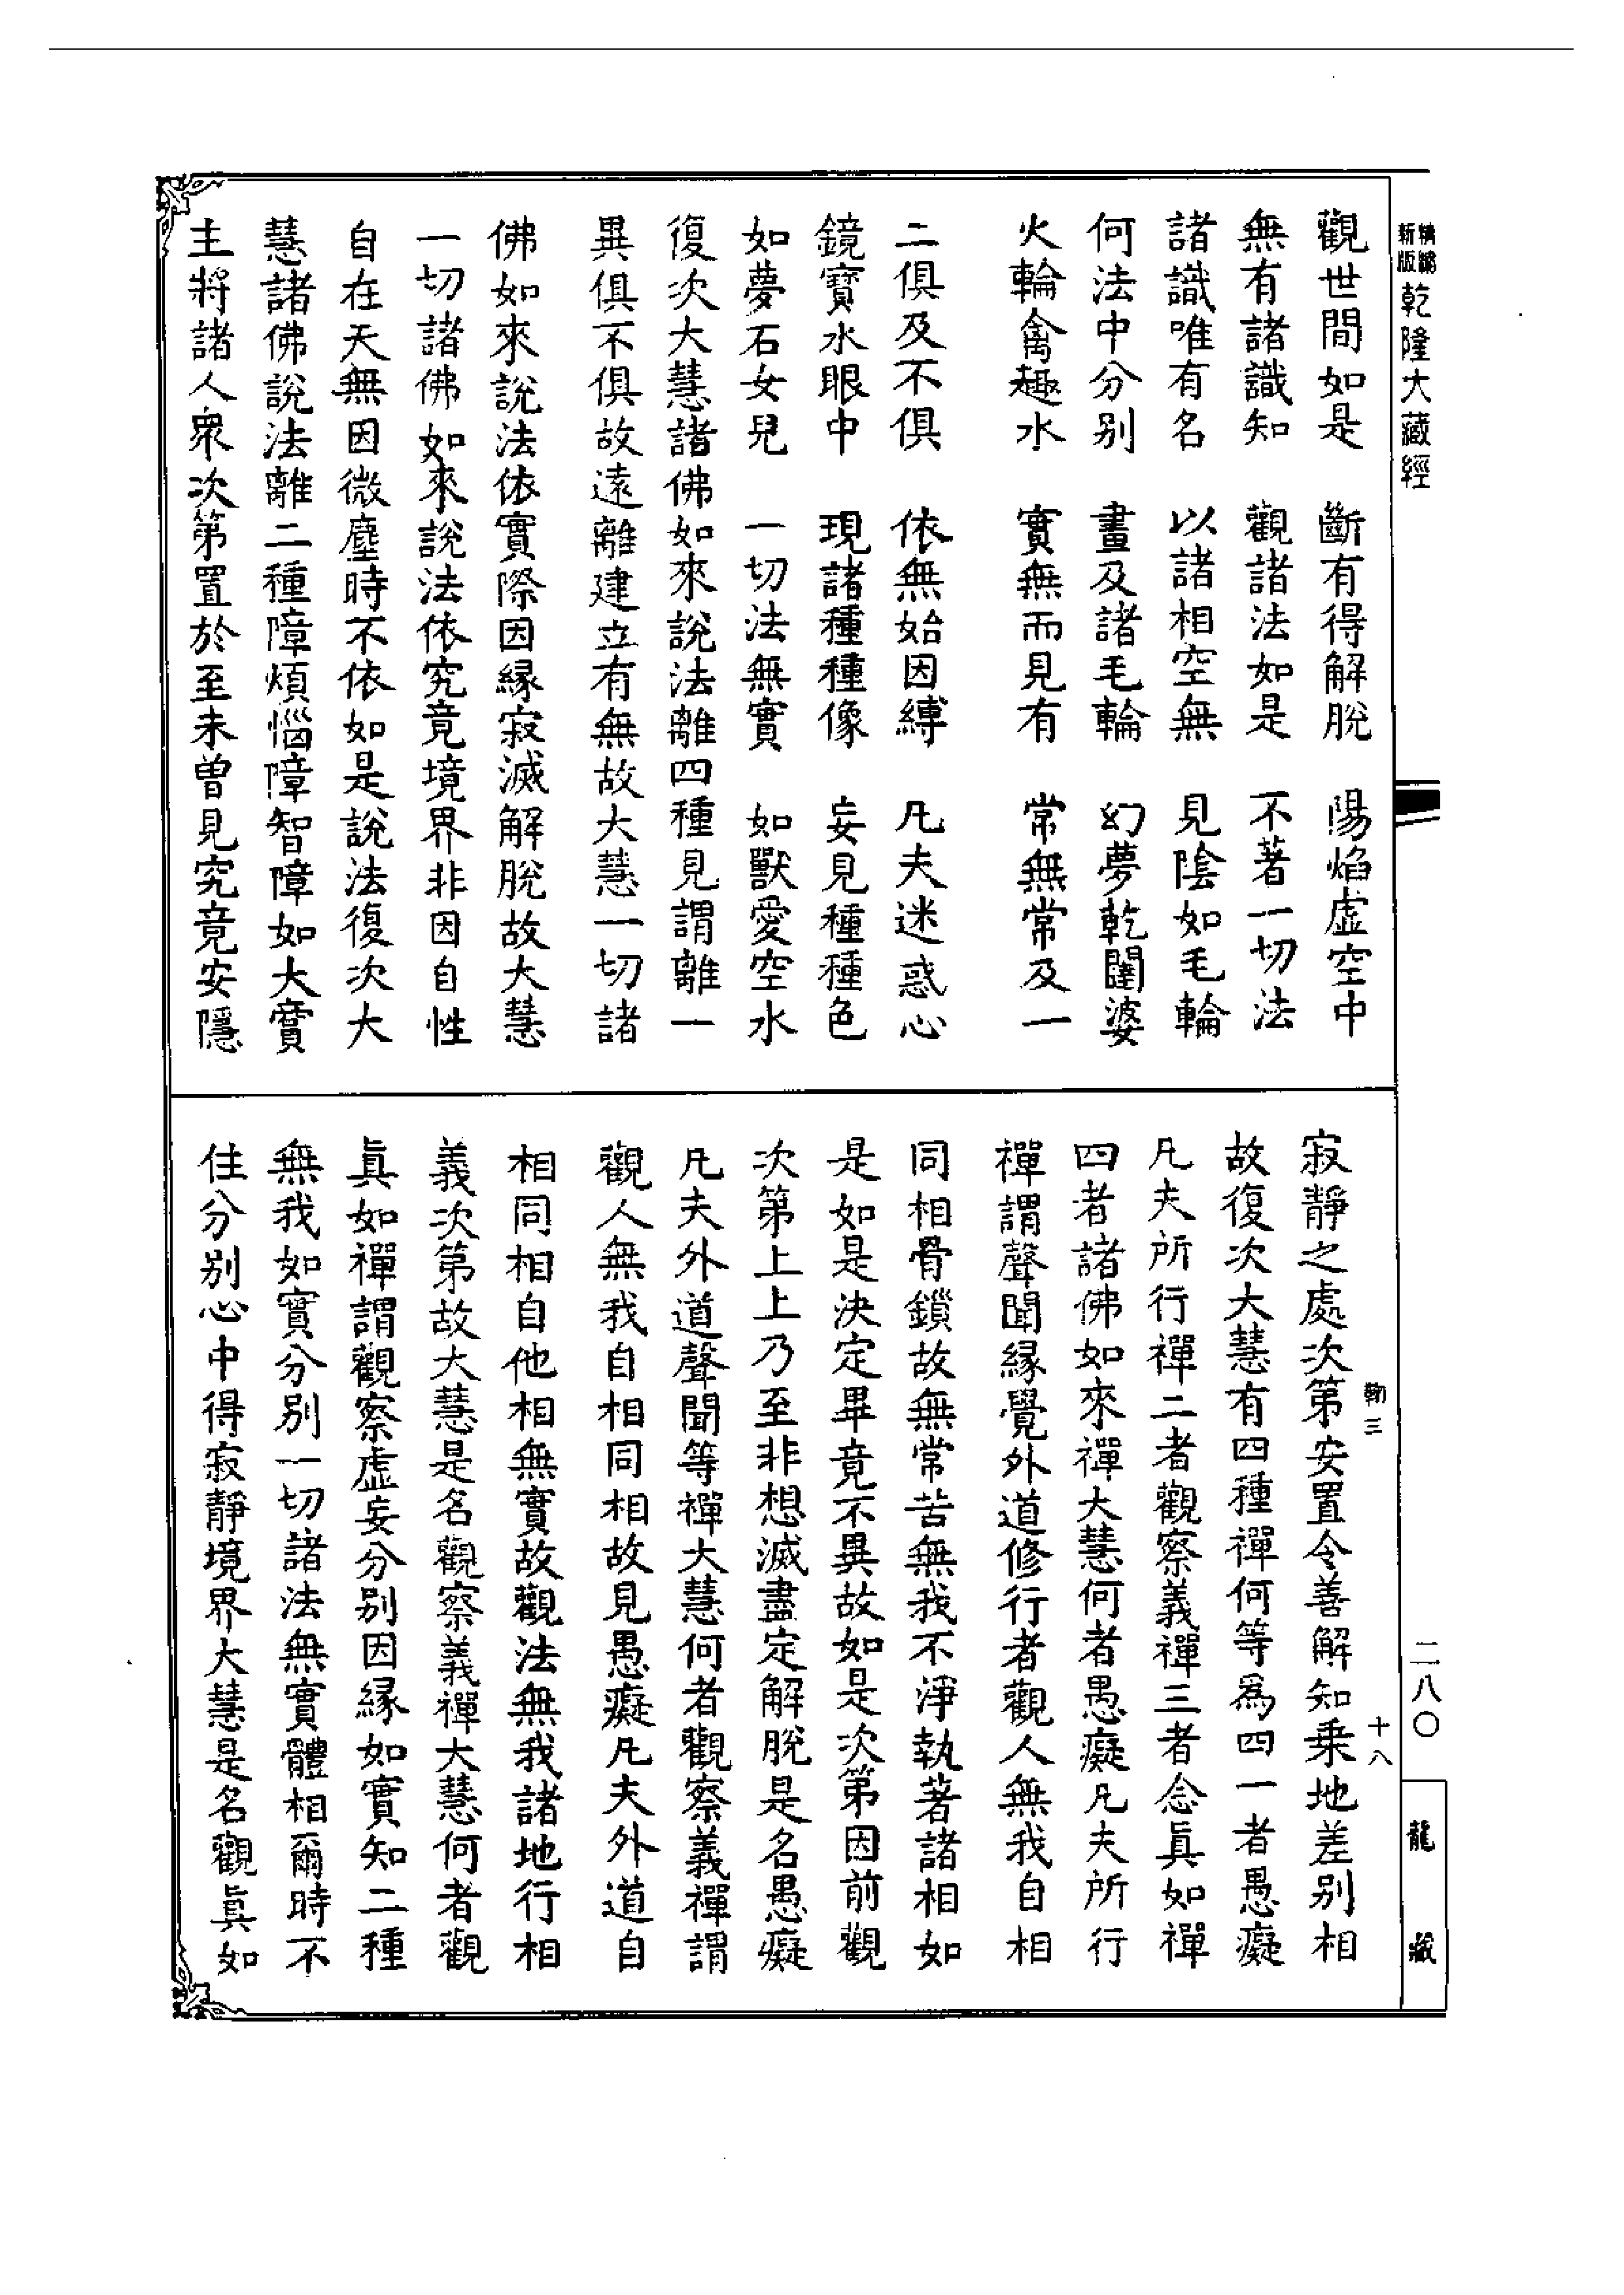 精編新版
乾隆大藏經
觀世間如是　斷有得解脫　陽焰虛空中
無有諸識知　觀諸法如是　不著一切法
諸識唯有名　以諸相空無　見陰如毛輪
何法中分别　畫及諸毛輪　幻夢乾闥婆
火輪禽趣水　實無而見有　常無常及一
二俱及不俱　依無始因縛　凡夫迷惑心
鏡寶水眼中　現諸種種像　妄見種種色
如夢石女兒　一切法無實　如獸愛空水
復次大慧諸佛如來說法離四種見謂離一
異俱不俱故遠離建立有無故大慧一切諸
佛如來說法依實際因緣寂滅解脫故大慧
一切諸佛如來說法依究竟境界非因自性
自在天無因微塵時不依如是說法復次大
慧諸佛說法離二種障煩惱障智障如大賣
主將諸人衆次第置於至未曾見究竟安隱
寂靜之處次第安置令善解知乘地差别相
故復次大慧有四種禪何等爲四一者愚癡
凡夫所行禪二者觀察義禪三者念眞如禪
四者諸佛如來禪大慧何者愚癡凡夫所行
禪謂聲聞緣覺外道修行者觀人無我自相
同相骨鎖故無常苦無我不淨執著諸相如
是如是決定畢竟不異故如是次第因前觀
次第上上乃至非想滅盡定解脫是名愚癡
凡夫外道聲聞等禪大慧何者觀察義禪謂
觀人無我自相同相故見愚癡凡夫外道自
相同相自他相無實故觀法無我諸地行相
義次第故大慧是名觀察義禪大慧何者觀
眞如禪謂觀察虛妄分别因緣如實知二種
無我如實分别一切諸法無實體相爾時不
住分别心中得寂靜境界大慧是名觀眞如
勒三
十八
二八〇
龍藏